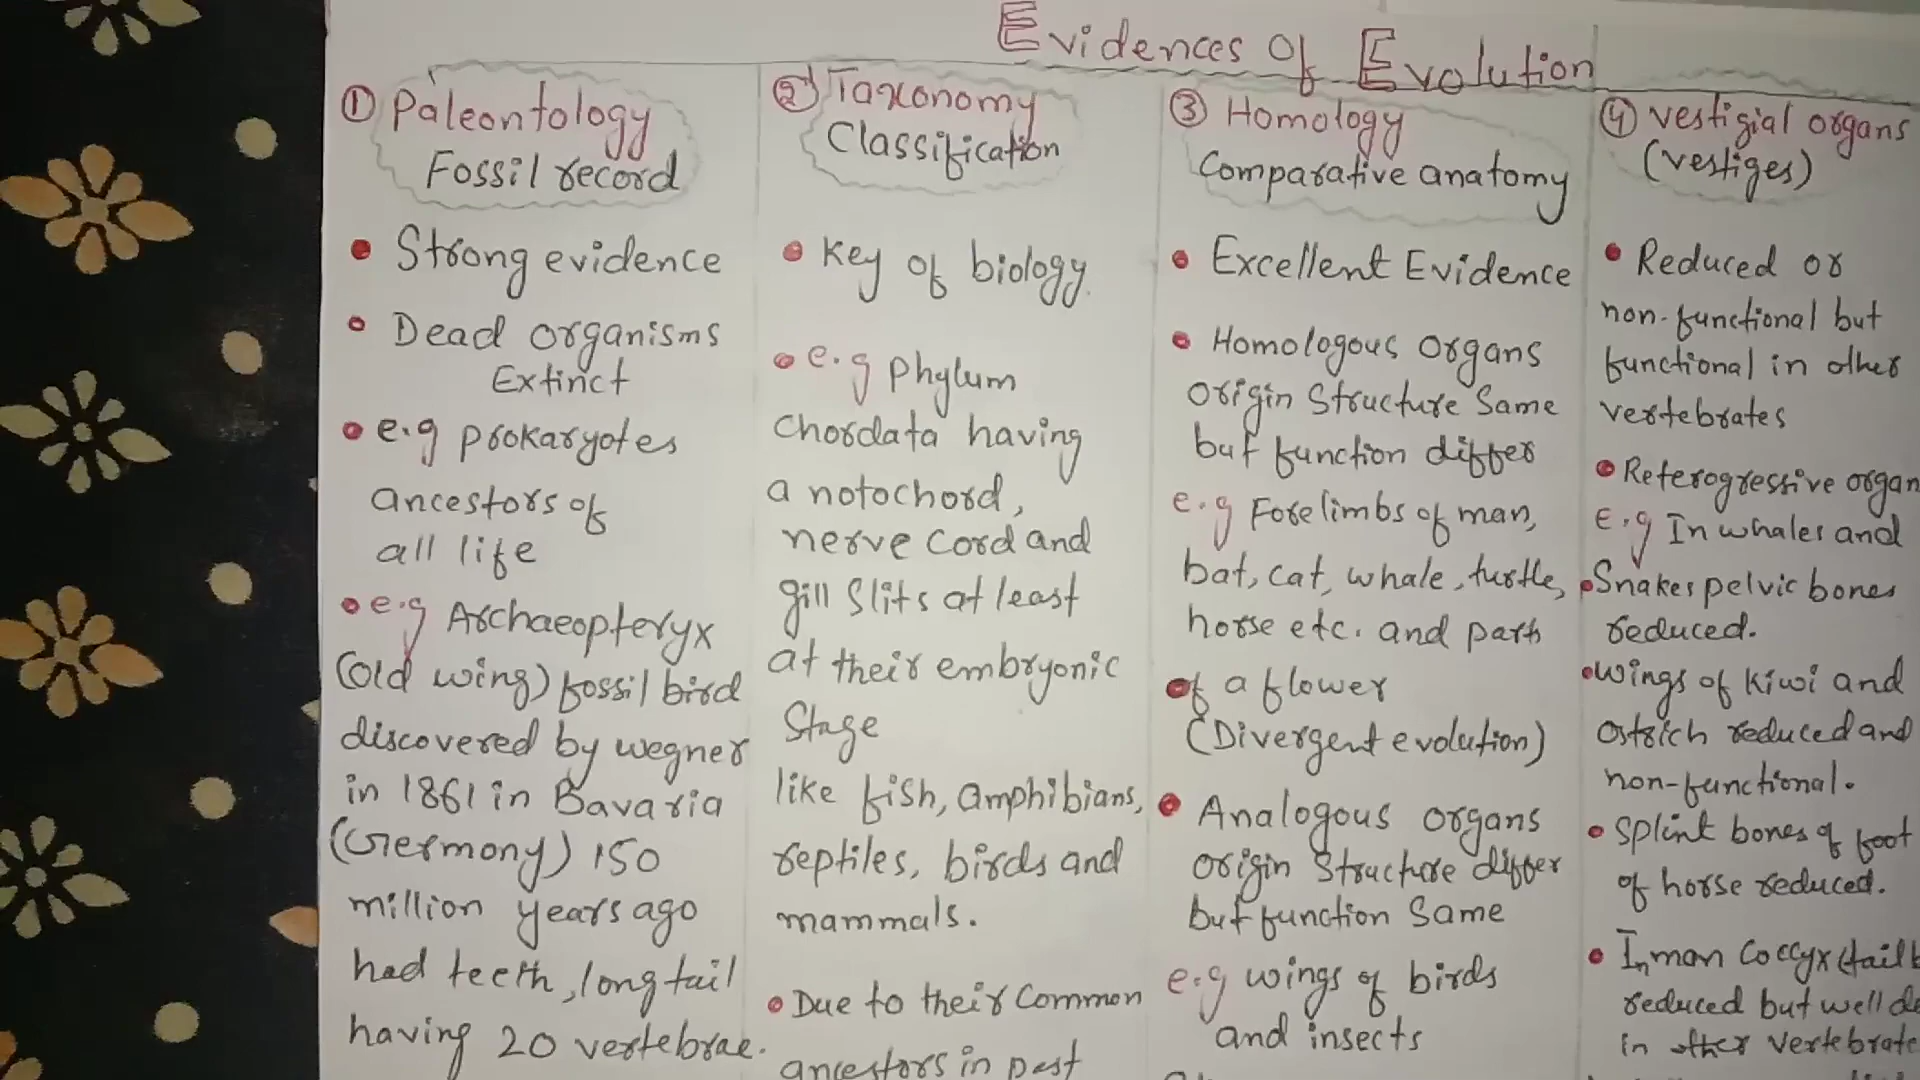 Evidences Of Evolution
① Paleontology
Fossil record
• Strong evidence
• Dead organisms
Extinct
• e.g prokaryotes
ancestors of
all life
• e.g Archaeopteryx
(old wing) fossil bird
discovered by wegner
in 1861 in Bavaria
(Germony) 150
million years ago
had teeth, long tail
having 20 vertebrae.
② Taxonomy
Classification
• Key of biology.
• e.g phylum
Chordata having
a notochord,
nerve cord and
gill slits at least
at their embryonic
Stage
like fish, amphibians,
reptiles, birds and
mammals.
• Due to their Common
ancestors in past
③ Homology
Comparative anatomy
• Excellent Evidence
• Homologous organs
origin Structure Same
but function differ
e.g Forelimbs of man,
bat, cat, whale, turtle,
horse etc. and parts
of a flower
(Divergent evolution)
• Analogous organs
origin Structure differ
but function Same
e.g wings of birds
and insects
④ vestigial organs
(vestiges)
• Reduced or
non-functional but
functional in other
vertebrates
• Reterogressive organ
E.g In whales and
• Snakes pelvic bones
reduced.
• wings of kiwi and
ostrich reduced and
non-functional.
• Splint bones of foot
of horse reduced.
• In man Coccyx (tail b
reduced but well de
in other vertebrate